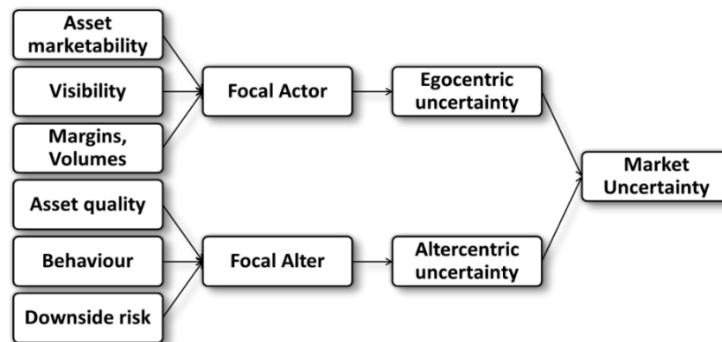 Asset
marketability
Visibility
Margins,
Volumes
Asset quality
Behaviour
Downside risk
Focal Actor
Focal Alter
Egocentric
uncertainty
Altercentric
uncertainty
Market
Uncertainty